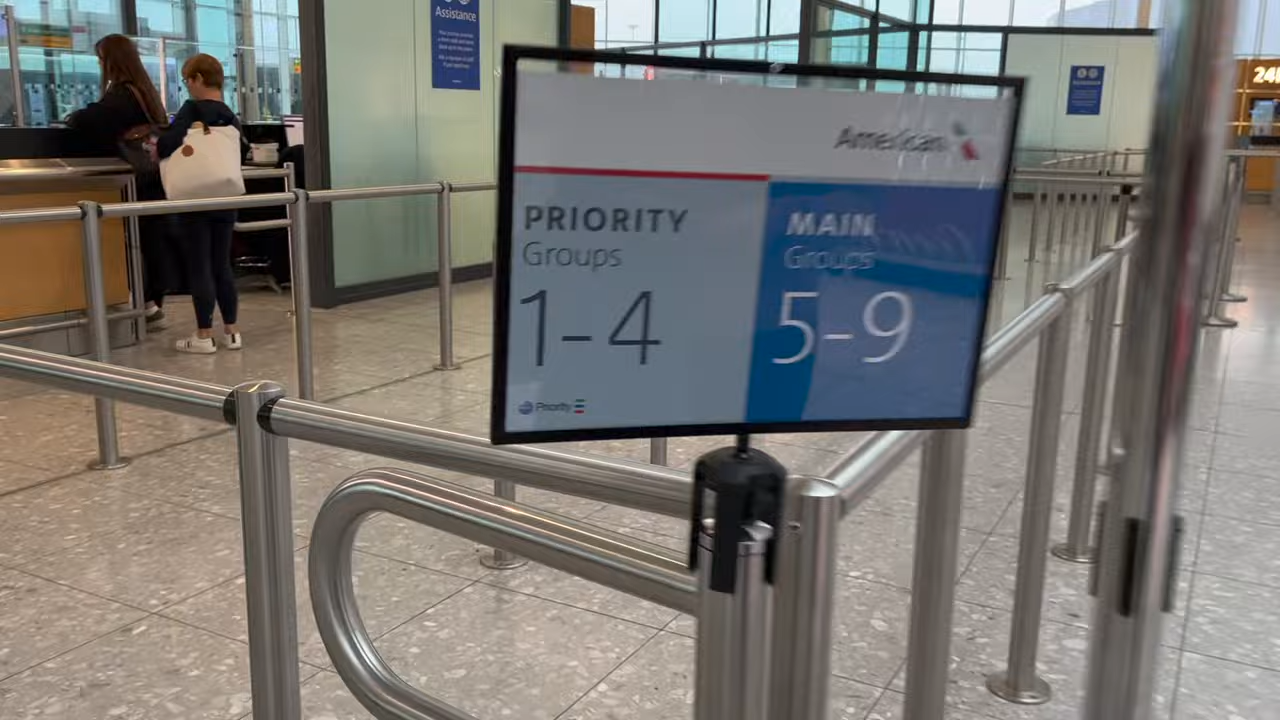 Assistance
American
PRIORITY
Groups
1-4
MAIN
Groups
5-9
Priority
24